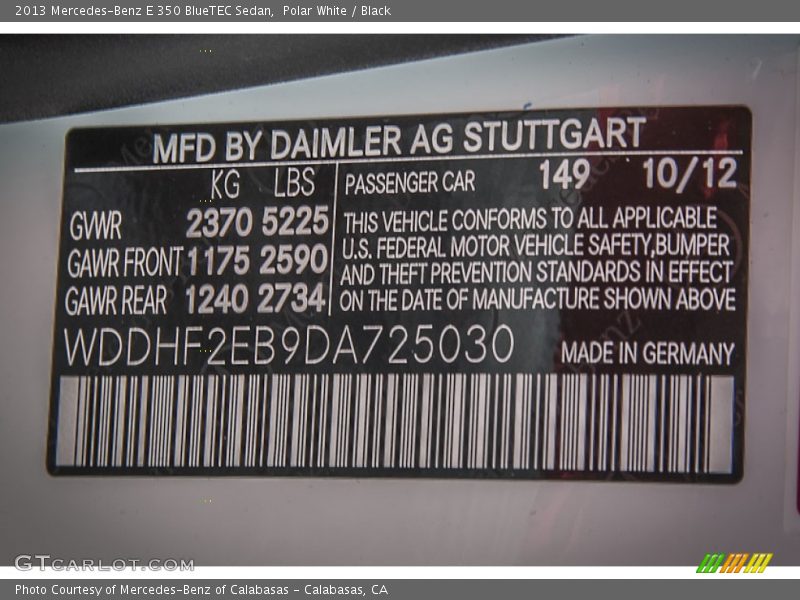 2013 Mercedes-Benz E 350 BlueTEC Sedan,  Polar White / Black
MFD BY DAIMLER AG STUTTGART
KG LBS
GVWR 2370 5225
GAWR FRONT 1175 2590
GAWR REAR 1240 2734
PASSENGER CAR 149 10/12
THIS VEHICLE CONFORMS TO ALL APPLICABLE
U.S. FEDERAL MOTOR VEHICLE SAFETY,BUMPER
AND THEFT PREVENTION STANDARDS IN EFFECT
ON THE DATE OF MANUFACTURE SHOWN ABOVE
WDDHF2EB9DA725030
MADE IN GERMANY
GTCARLOT.COM
Photo Courtesy of Mercedes-Benz of Calabasas - Calabasas, CA